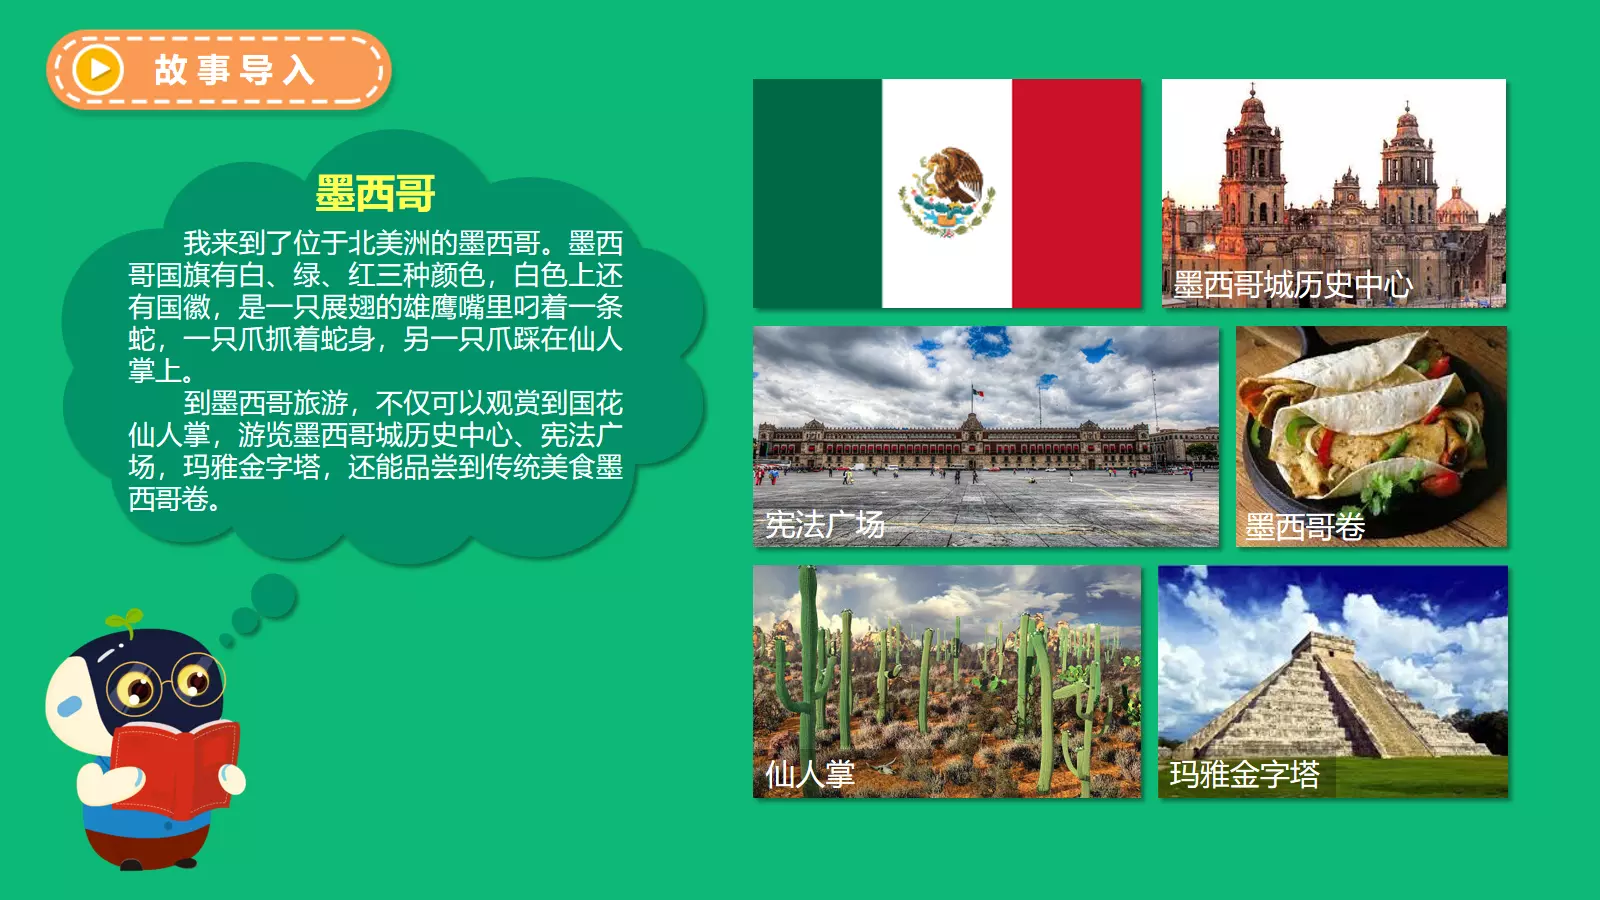 故事导入
墨西哥
我来到了位于北美洲的墨西哥。墨西
哥国旗有白、绿、红三种颜色，白色上还
有国徽，是一只展翅的雄鹰嘴里叼着一条
蛇，一只爪抓着蛇身，另一只爪踩在仙人
掌上。
到墨西哥旅游，不仅可以观赏到国花
仙人掌，游览墨西哥城历史中心、宪法广
场，玛雅金字塔，还能品尝到传统美食墨
西哥卷。
墨西哥城历史中心
宪法广场
墨西哥卷
仙人掌
玛雅金字塔